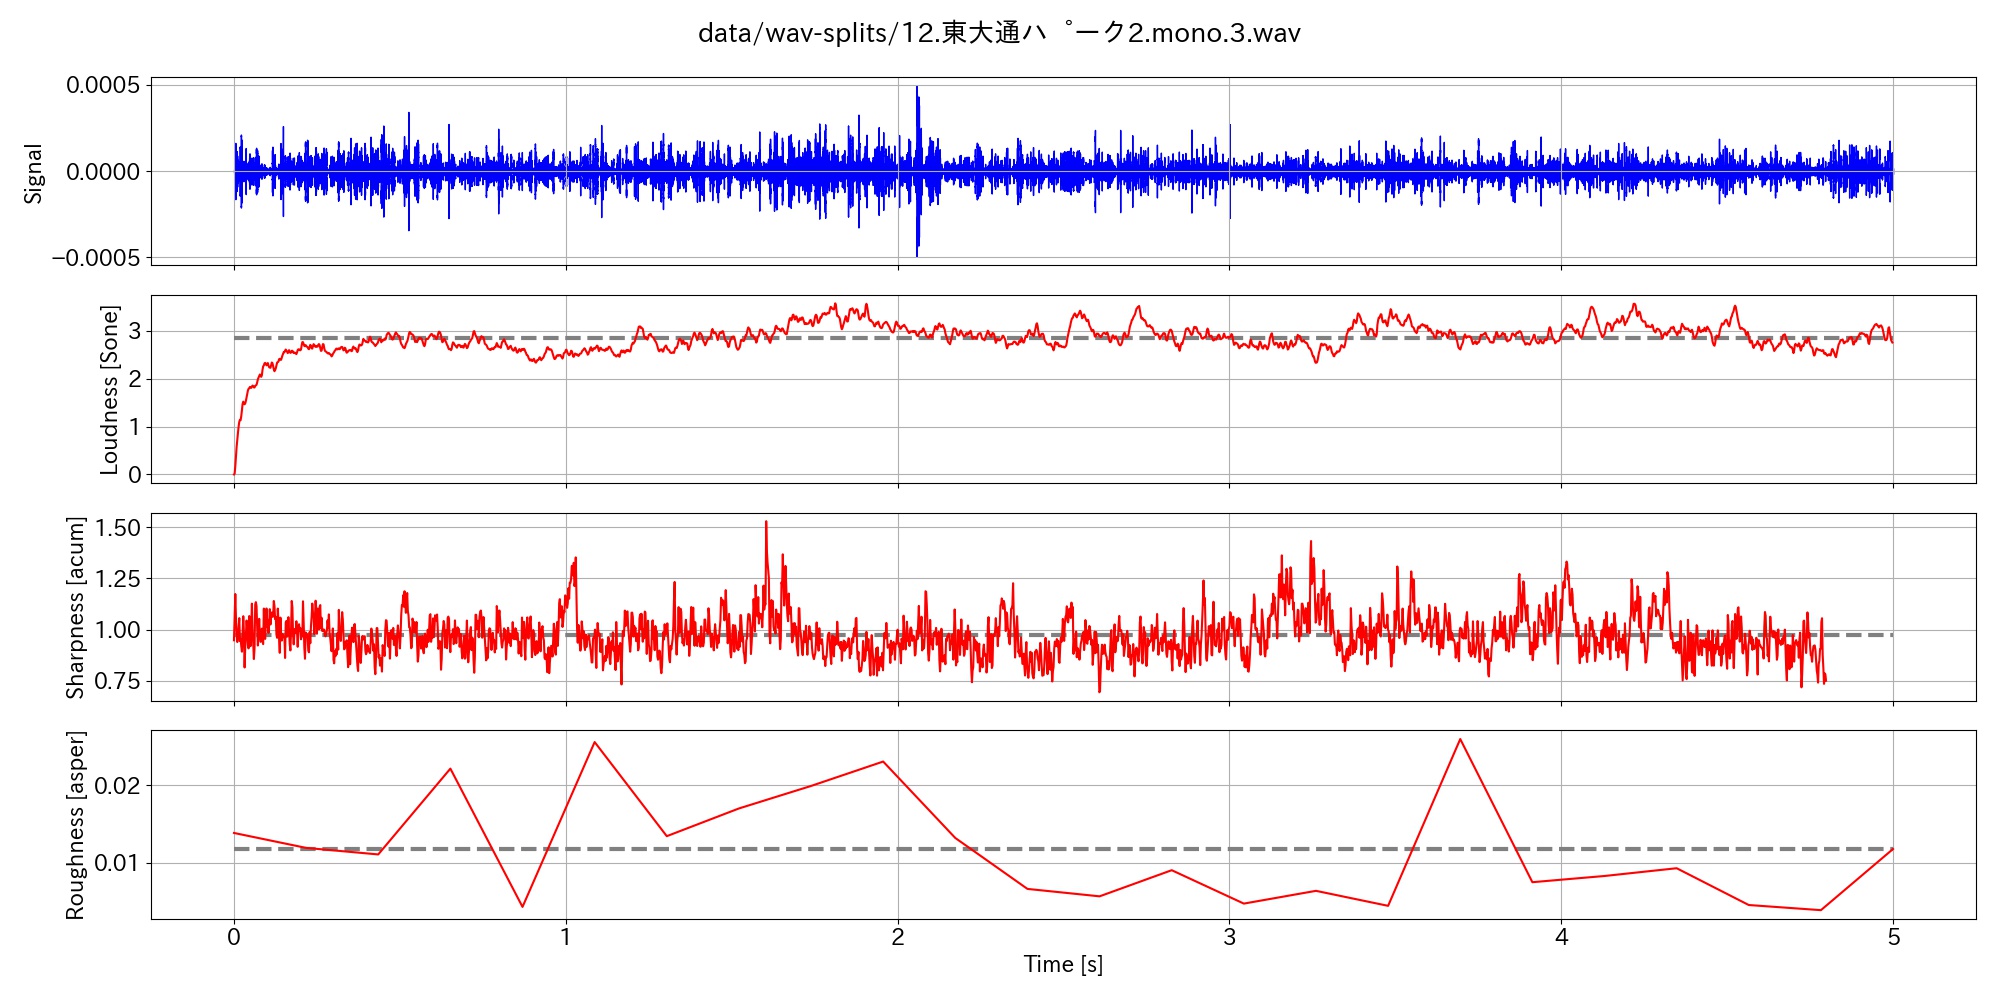 data/wav-splits/12.東大通パーク2.mono.3.wav
0.0005
0.0000
−0.0005
Signal
3
2
1
0
Loudness [Sone]
1.50
1.25
1.00
0.75
Sharpness [acum]
0.02
0.01
Roughness [asper]
0 1 2 3 4 5
Time [s]